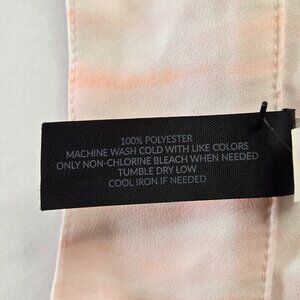 100% POLYESTER
MACHINE WASH COLD WITH LIKE COLORS
ONLY NON-CHLORINE BLEACH WHEN NEEDED
TUMBLE DRY LOW
COOL IRON IF NEEDED